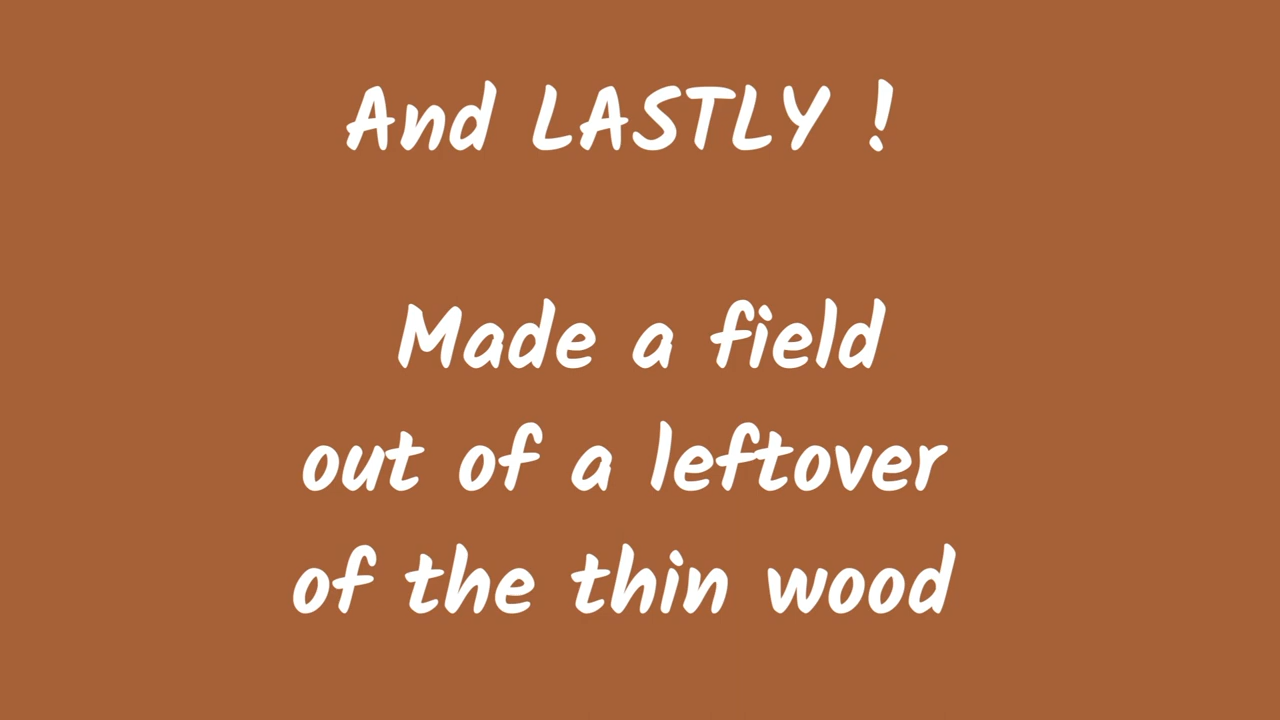 And LASTLY !
Made a field
out of a leftover
of the thin wood